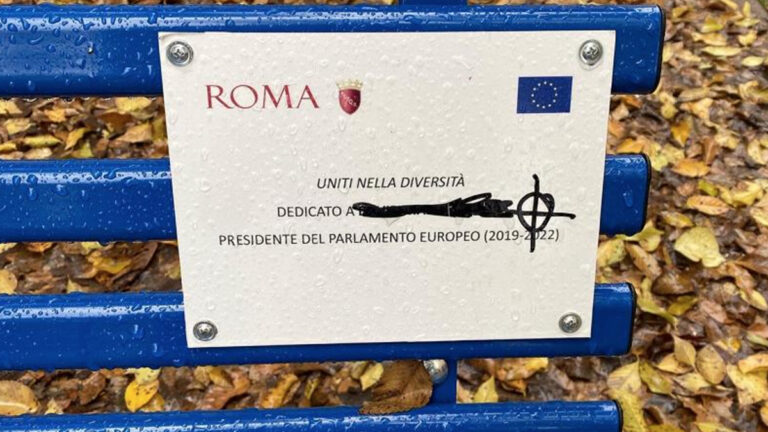 ROMA
UNITI NELLA DIVERSITÀ
DEDICATO A
PRESIDENTE DEL PARLAMENTO EUROPEO (2019-2022)